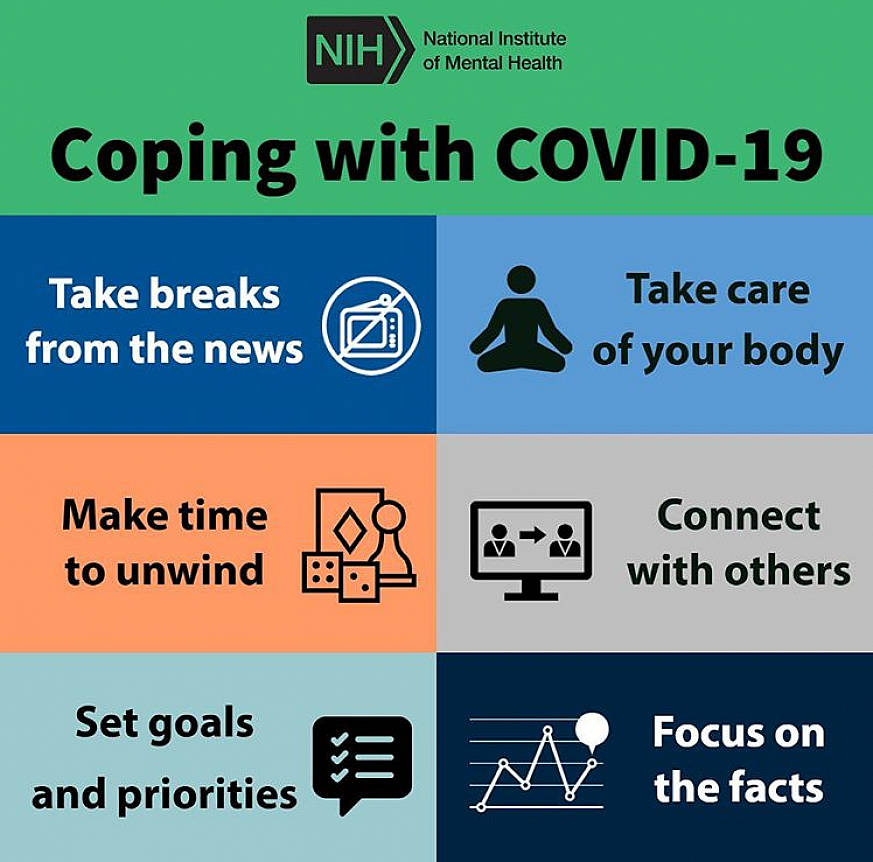 NIH
National Institute
of Mental Health
Coping with COVID-19
Take breaks
from the news
Take care
of your body
Make time
to unwind
Connect
with others
Set goals
and priorities
Focus on
the facts